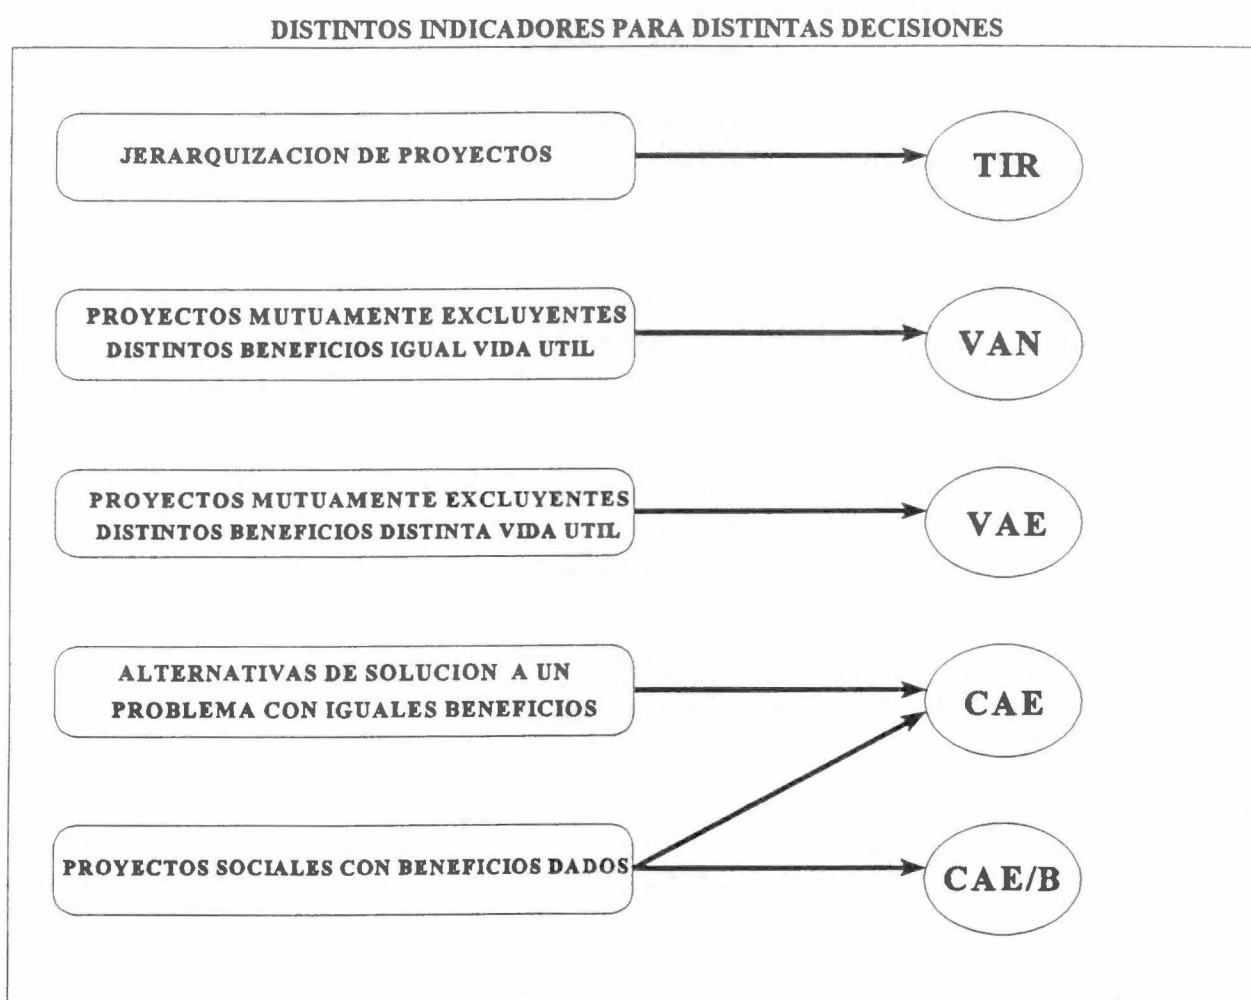 DISTINTOS INDICADORES PARA DISTINTAS DECISIONES
JERARQUIZACION DE PROYECTOS
TIR
PROYECTOS MUTUAMENTE EXCLUYENTES
DISTINTOS BENEFICIOS IGUAL VIDA UTIL
VAN
PROYECTOS MUTUAMENTE EXCLUYENTES
DISTINTOS BENEFICIOS DISTINTA VIDA UTIL
VAE
ALTERNATIVAS DE SOLUCION A UN
PROBLEMA CON IGUALES BENEFICIOS
CAE
PROYECTOS SOCIALES CON BENEFICIOS DADOS
CAE/B